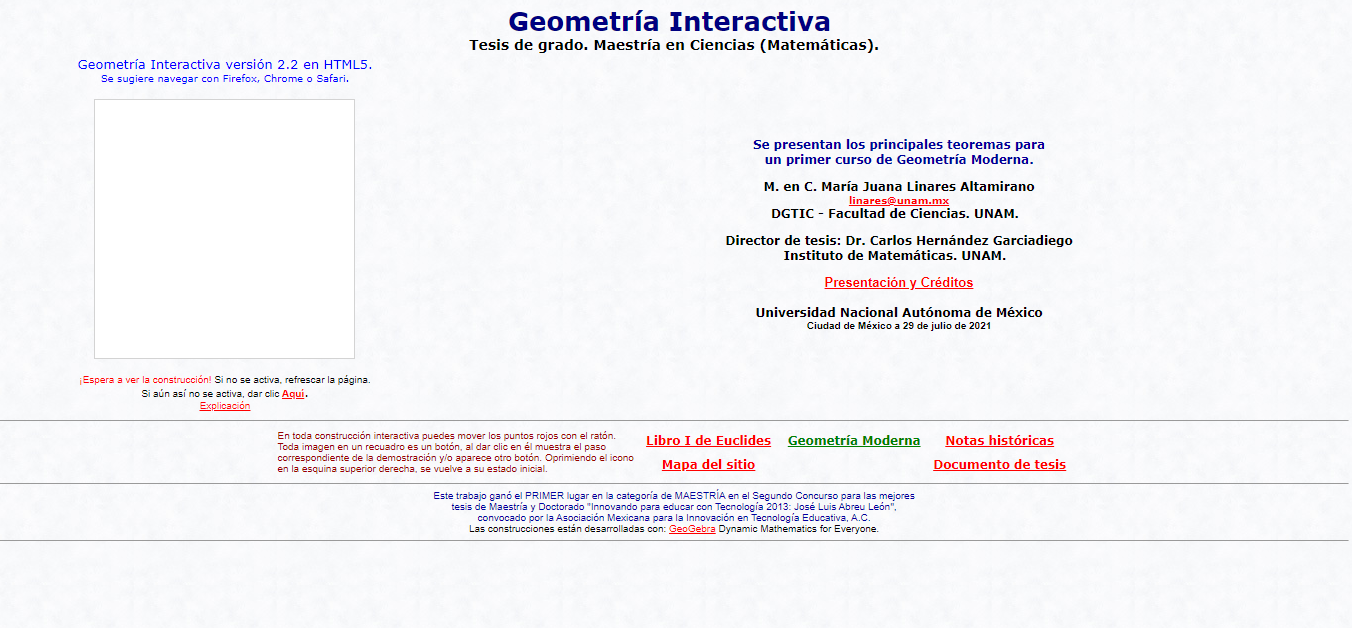 Geometría Interactiva
Tesis de grado. Maestría en Ciencias (Matemáticas).
Geometría Interactiva versión 2.2 en HTML5.
Se sugiere navegar con Firefox, Chrome o Safari.
¡Espera a ver la construcción! Si no se activa, refrescar la página.
Si aún así no se activa, dar clic Aqui.
Explicación
Se presentan los principales teoremas para
un primer curso de Geometría Moderna.
M. en C. María Juana Linares Altamirano
linares@unam.mx
DGTIC - Facultad de Ciencias. UNAM.
Director de tesis: Dr. Carlos Hernández Garciadiego
Instituto de Matemáticas. UNAM.
Presentación y Créditos
Universidad Nacional Autónoma de México
Ciudad de México a 29 de julio de 2021
En toda construcción interactiva puedes mover los puntos rojos con el ratón.
Toda imagen en un recuadro es un botón, al dar clic en él muestra el paso
correspondiente de la demostración y/o aparece otro botón. Oprimiendo el icono
en la esquina superior derecha, se vuelve a su estado inicial.
Libro I de Euclides Geometría Moderna Notas históricas
Mapa del sitio Documento de tesis
Este trabajo ganó el PRIMER lugar en la categoría de MAESTRÍA en el Segundo Concurso para las mejores
tesis de Maestría y Doctorado "Innovando para educar con Tecnología 2013: José Luis Abreu León",
convocado por la Asociación Mexicana para la Innovación en Tecnología Educativa, A.C.
Las construcciones están desarrolladas con: GeoGebra Dynamic Mathematics for Everyone.